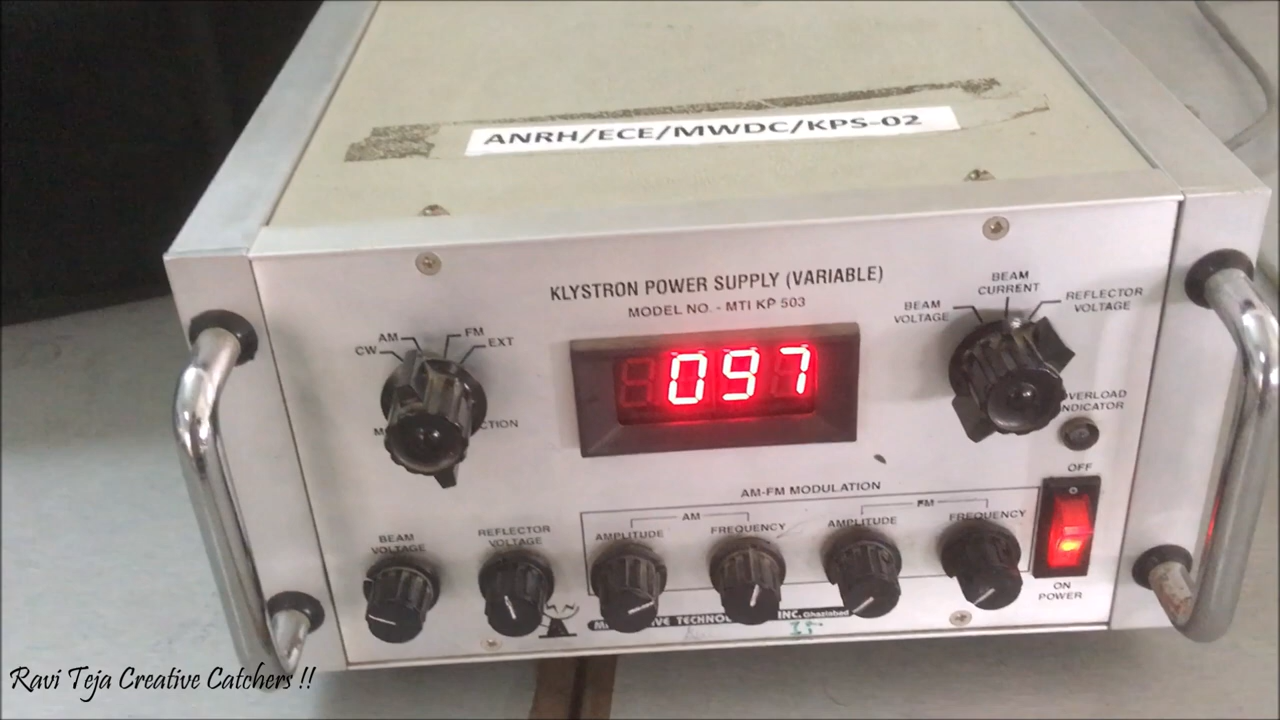 ANRH/ECE/MWDC/KPS-02
KLYSTRON POWER SUPPLY (VARIABLE)
MODEL NO. - MTI KP 503
AM
FM
CW
EXT
097
BEAM
VOLTAGE
BEAM
CURRENT
REFLECTOR
VOLTAGE
OVERLOAD
INDICATOR
OFF
ON
POWER
AM-FM MODULATION
AM
FM
BEAM
VOLTAGE
REFLECTOR
VOLTAGE
AMPLITUDE
FREQUENCY
AMPLITUDE
FREQUENCY
INC. Ghaziabad
Ravi Teja Creative Catchers !!